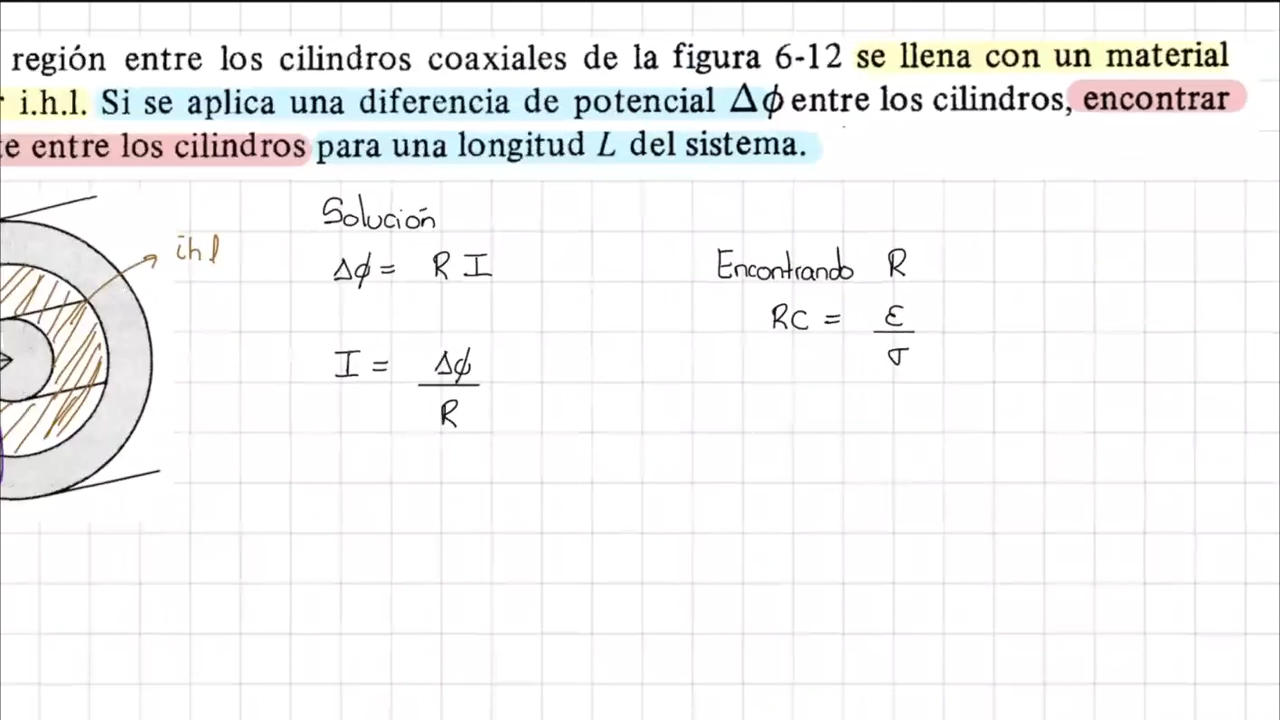 región entre los cilindros coaxiales de la figura 6-12 se llena con un material
i.h.l. Si se aplica una diferencia de potencial Δϕ entre los cilindros, encontrar
e entre los cilindros para una longitud L del sistema.
Solución
ihl
Δϕ = R I
I = Δϕ / R
Encontrando R
RC = ε / σ